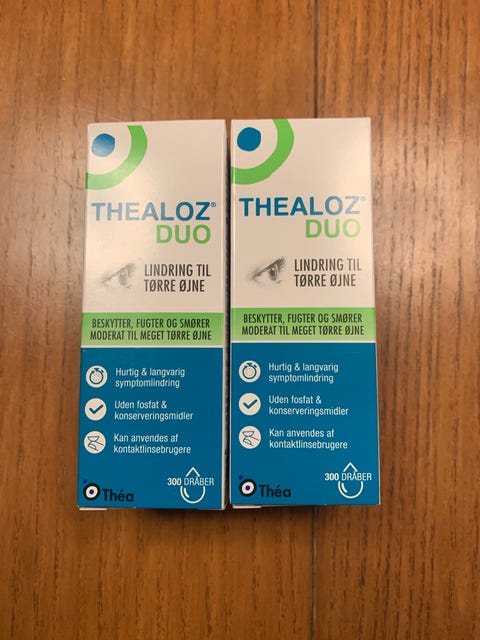 THEALOZ®
DUO
LINDRING TIL
TØRRE ØJNE
BESKYTTER, FUGTER OG SMØRER
MODERAT TIL MEGET TØRRE ØJNE
Hurtig & langvarig
symptomlindring
Uden fosfat &
konserveringsmidler
Kan anvendes af
kontaktlinsebrugere
300 DRÅBER
Théa
THEALOZ®
DUO
LINDRING TIL
TØRRE ØJNE
BESKYTTER, FUGTER OG SMØRER
MODERAT TIL MEGET TØRRE ØJNE
Hurtig & langvarig
symptomlindring
Uden fosfat &
konserveringsmidler
Kan anvendes af
kontaktlinsebrugere
300 DRÅBER
Théa